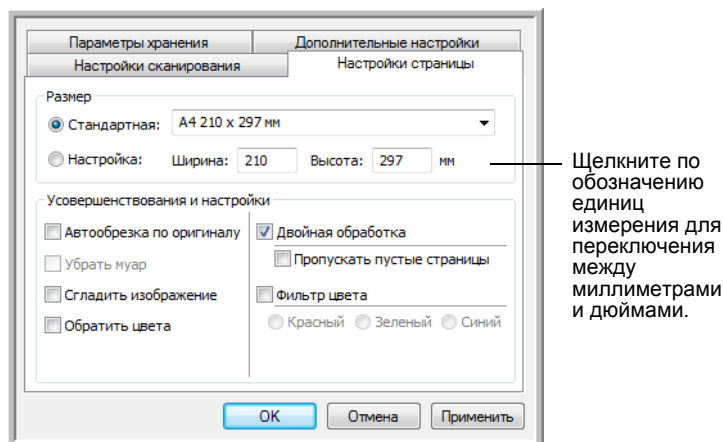 Параметры хранения
Дополнительные настройки
Настройки сканирования
Настройки страницы
Размер
Стандартная: A4 210 x 297 мм
Настройка: Ширина: 210 Высота: 297 мм
Усовершенствования и настройки
Автообрезка по оригиналу
Убрать муар
Сгладить изображение
Обратить цвета
Двойная обработка
Пропускать пустые страницы
Фильтр цвета
Красный Зеленый Синий
OK Отмена Применить
Щелкните по
обозначению
единиц
измерения для
переключения
между
миллиметрами
и дюймами.